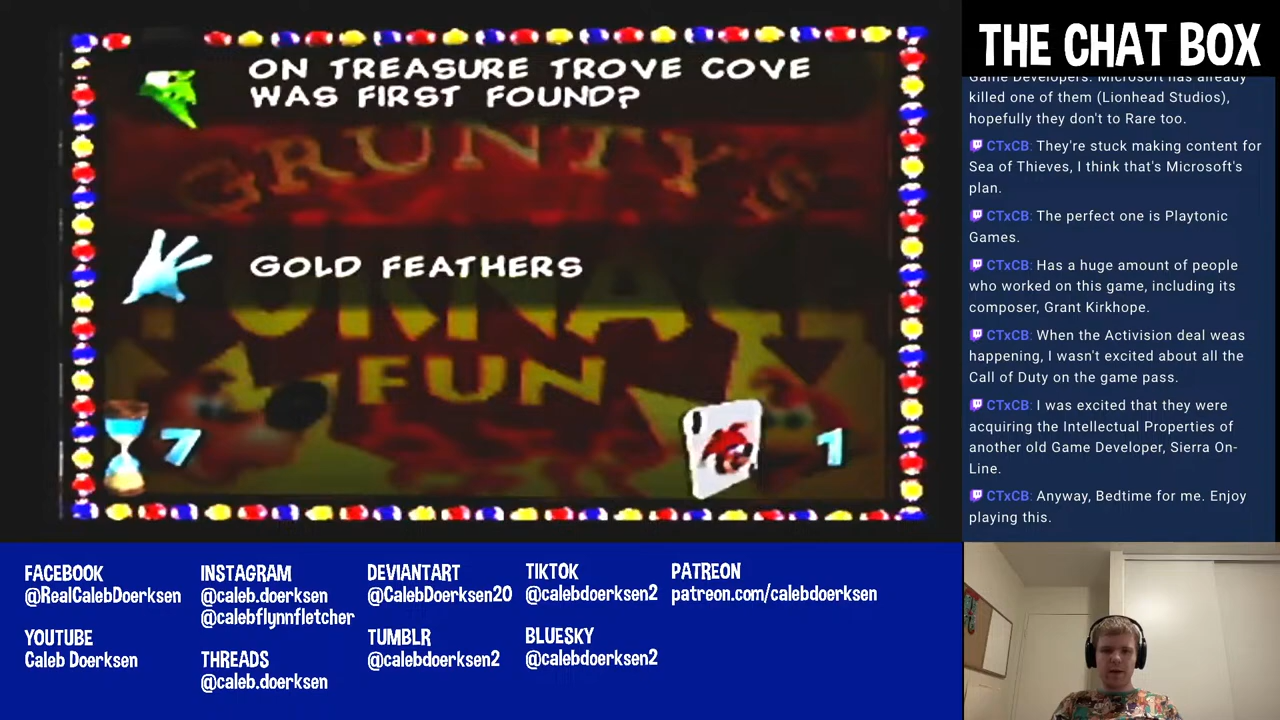 ON TREASURE TROVE COVE
WAS FIRST FOUND?
GRUNTY'S
GOLD FEATHERS
FURNACE
FUN
7
1
THE CHAT BOX
Game Developers. Microsoft has already
killed one of them (Lionhead Studios),
hopefully they don't to Rare too.
CTxCB: They're stuck making content for
Sea of Thieves, I think that's Microsoft's
plan.
CTxCB: The perfect one is Playtonic
Games.
CTxCB: Has a huge amount of people
who worked on this game, including its
composer, Grant Kirkhope.
CTxCB: When the Activision deal weas
happening, I wasn't excited about all the
Call of Duty on the game pass.
CTxCB: I was excited that they were
acquiring the Intellectual Properties of
another old Game Developer, Sierra On-
Line.
CTxCB: Anyway, Bedtime for me. Enjoy
playing this.
FACEBOOK
@RealCalebDoerksen
YOUTUBE
Caleb Doerksen
INSTAGRAM
@caleb.doerksen
@calebflynnfletcher
THREADS
@caleb.doerksen
DEVIANTART
@CalebDoerksen20
TUMBLR
@calebdoerksen2
TIKTOK
@calebdoerksen2
BLUESKY
@calebdoerksen2
PATREON
patreon.com/calebdoerksen